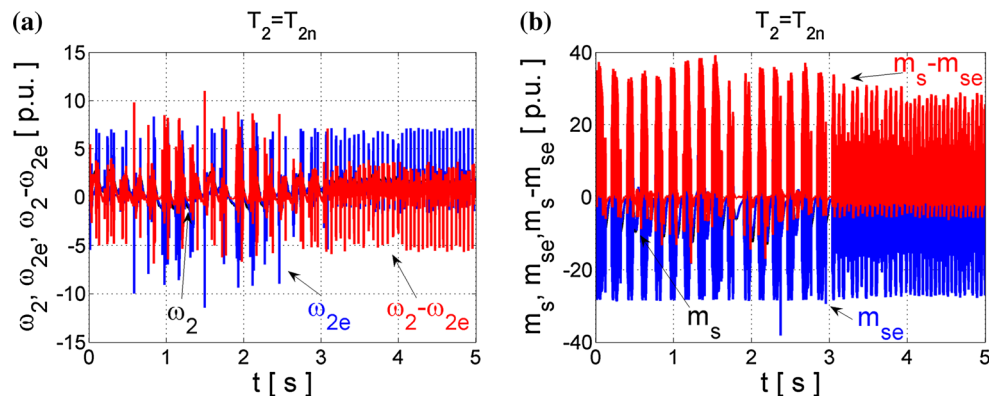 (a)
T₂=T₂ₙ
ω₂, ω₂ₑ, ω₂-ω₂ₑ [ p.u. ]
15
10
5
0
-5
-10
-15
ω₂
ω₂ₑ
ω₂-ω₂ₑ
0 1 2 3 4 5
t [ s ]
(b)
T₂=T₂ₙ
mₛ, mₛₑ,mₛ-mₛₑ [ p.u. ]
40
20
0
-20
-40
mₛ-mₛₑ
mₛ
mₛₑ
0 1 2 3 4 5
t [ s ]